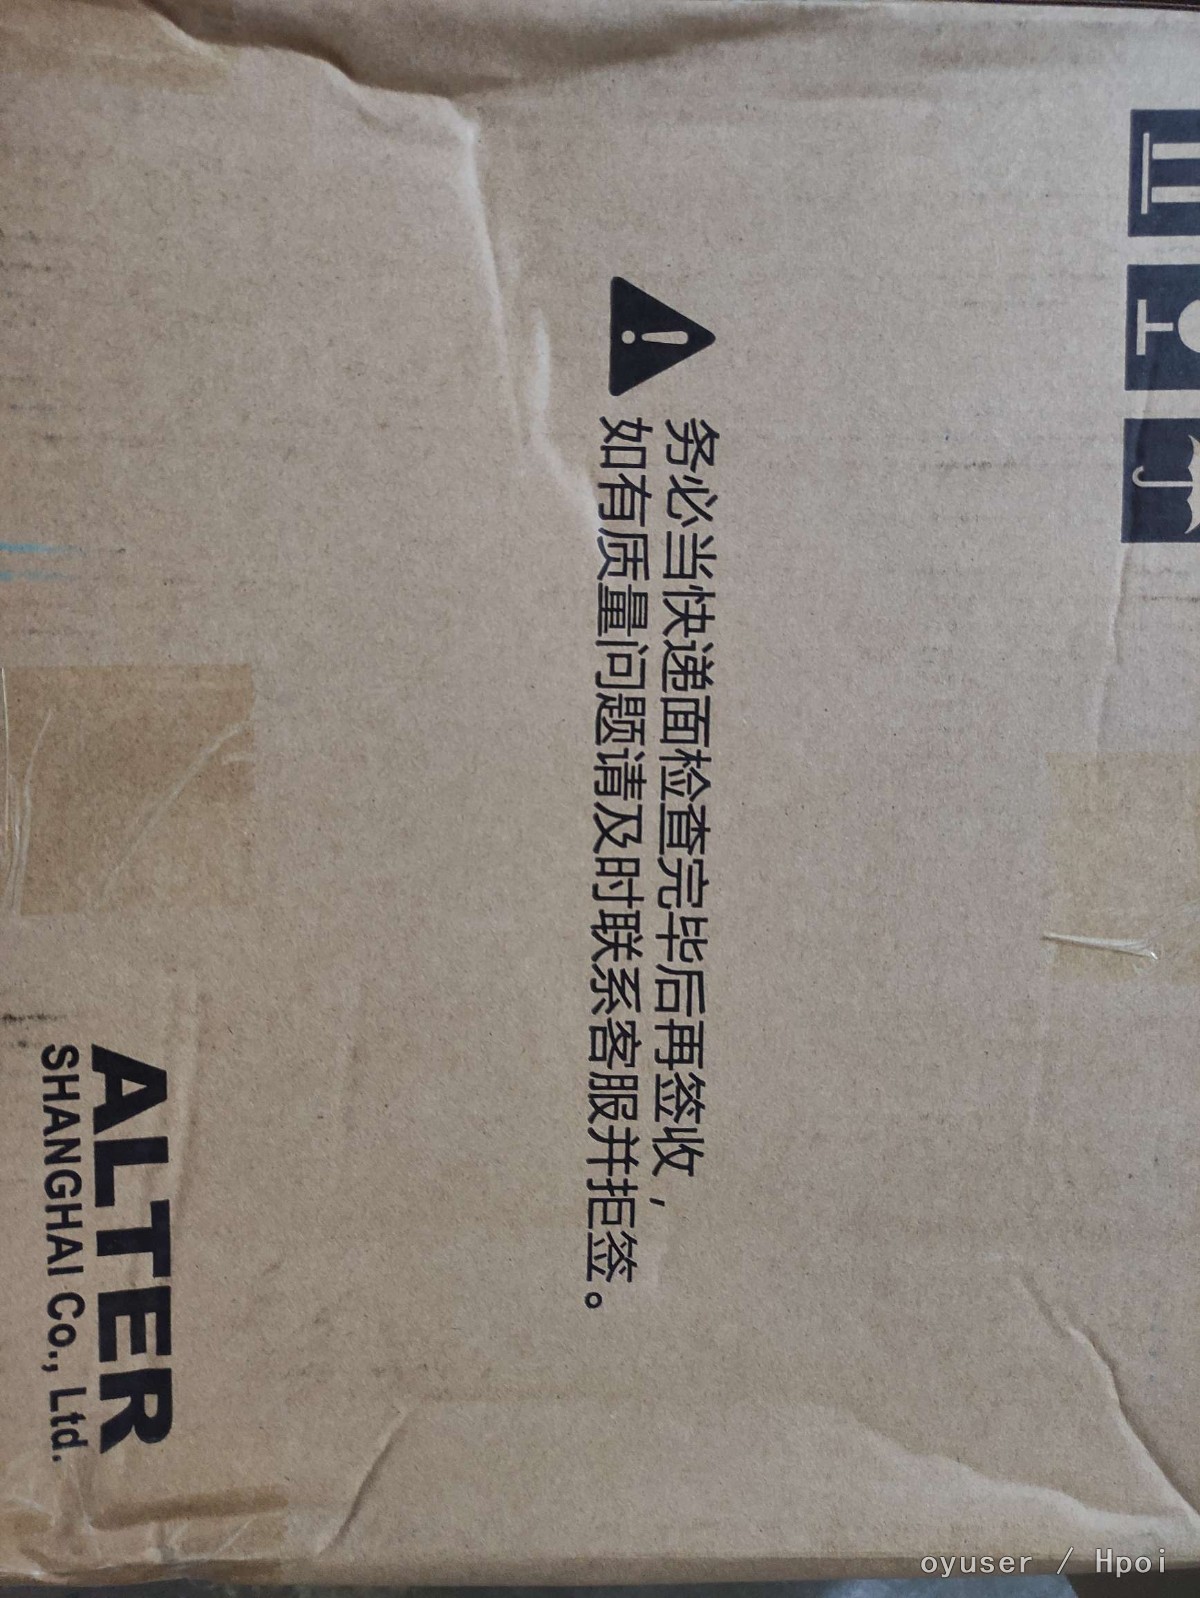 务必当快递面检查完毕后再签收，
如有质量问题请及时联系客服并拒签。
ALTER
SHANGHAI Co., Ltd.
oyuser / Hpoi